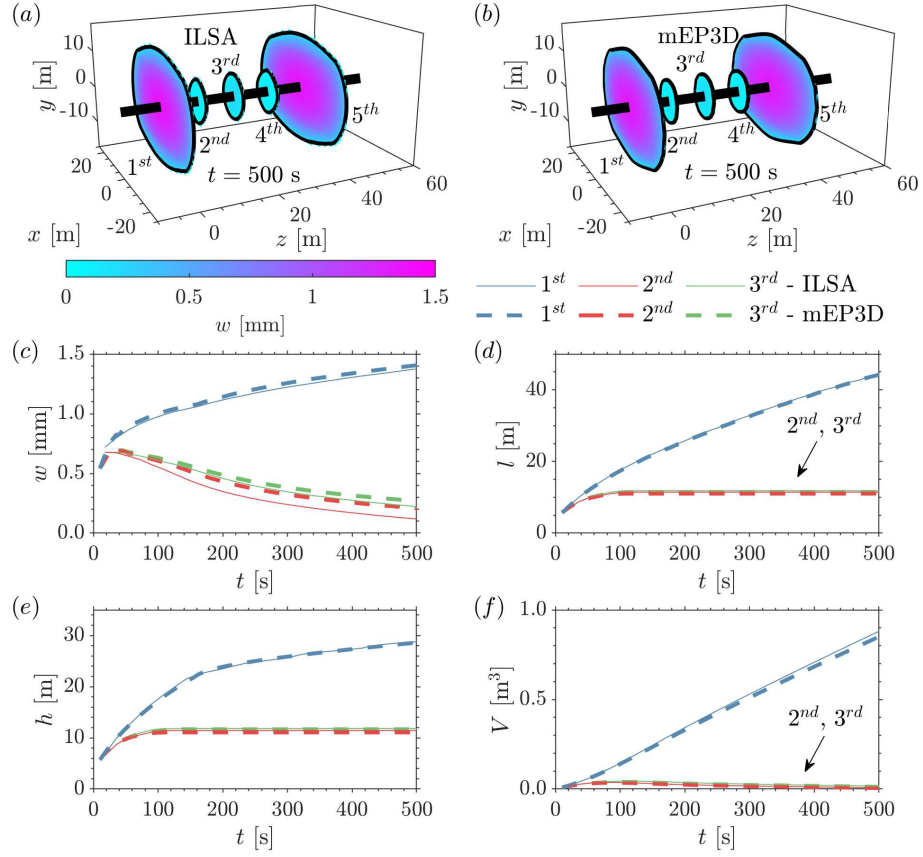 (a)
ILSA
10
0
-10
y [m]
3rd
1st
2nd
4th
5th
t = 500 s
20
0
-20
x [m]
0
20
40
60
z [m]
(b)
mEP3D
10
0
-10
y [m]
3rd
1st
2nd
4th
5th
t = 500 s
20
0
-20
x [m]
0
20
40
60
z [m]
0 0.5 1 1.5
w [mm]
1st 2nd 3rd - ILSA
1st 2nd 3rd - mEP3D
(c)
1.5
1.0
0.5
0.0
w [mm]
0 100 200 300 400 500
t [s]
(d)
40
20
0
l [m]
2nd, 3rd
0 100 200 300 400 500
t [s]
(e)
30
20
10
0
h [m]
0 100 200 300 400 500
t [s]
(f)
1.0
0.5
0.0
V [m³]
2nd, 3rd
0 100 200 300 400 500
t [s]